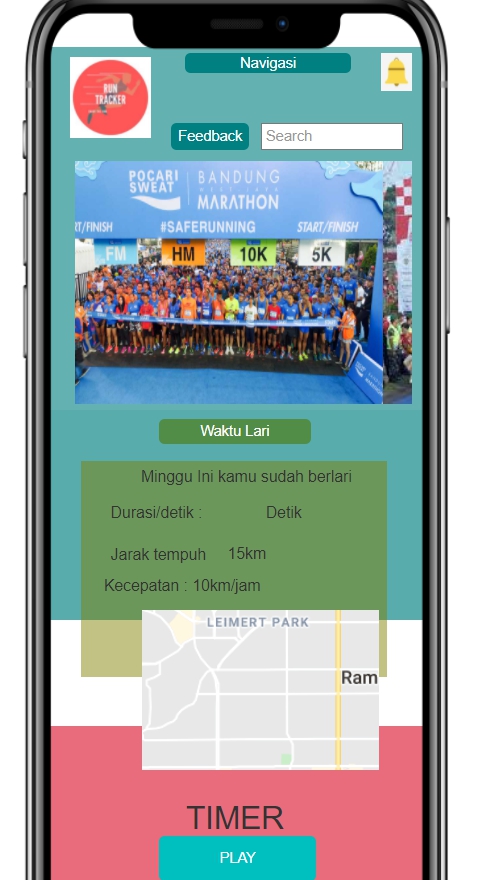 Navigasi
RUN
TRACKER
Feedback
Search
POCARI
SWEAT
BANDUNG
WEST JAVA
MARATHON
RT/FINISH
#SAFERUNNING
START/FINISH
FM
HM
10K
5K
Waktu Lari
Minggu Ini kamu sudah berlari
Durasi/detik : Detik
Jarak tempuh 15km
Kecepatan : 10km/jam
LEIMERT PARK
Ram
TIMER
PLAY